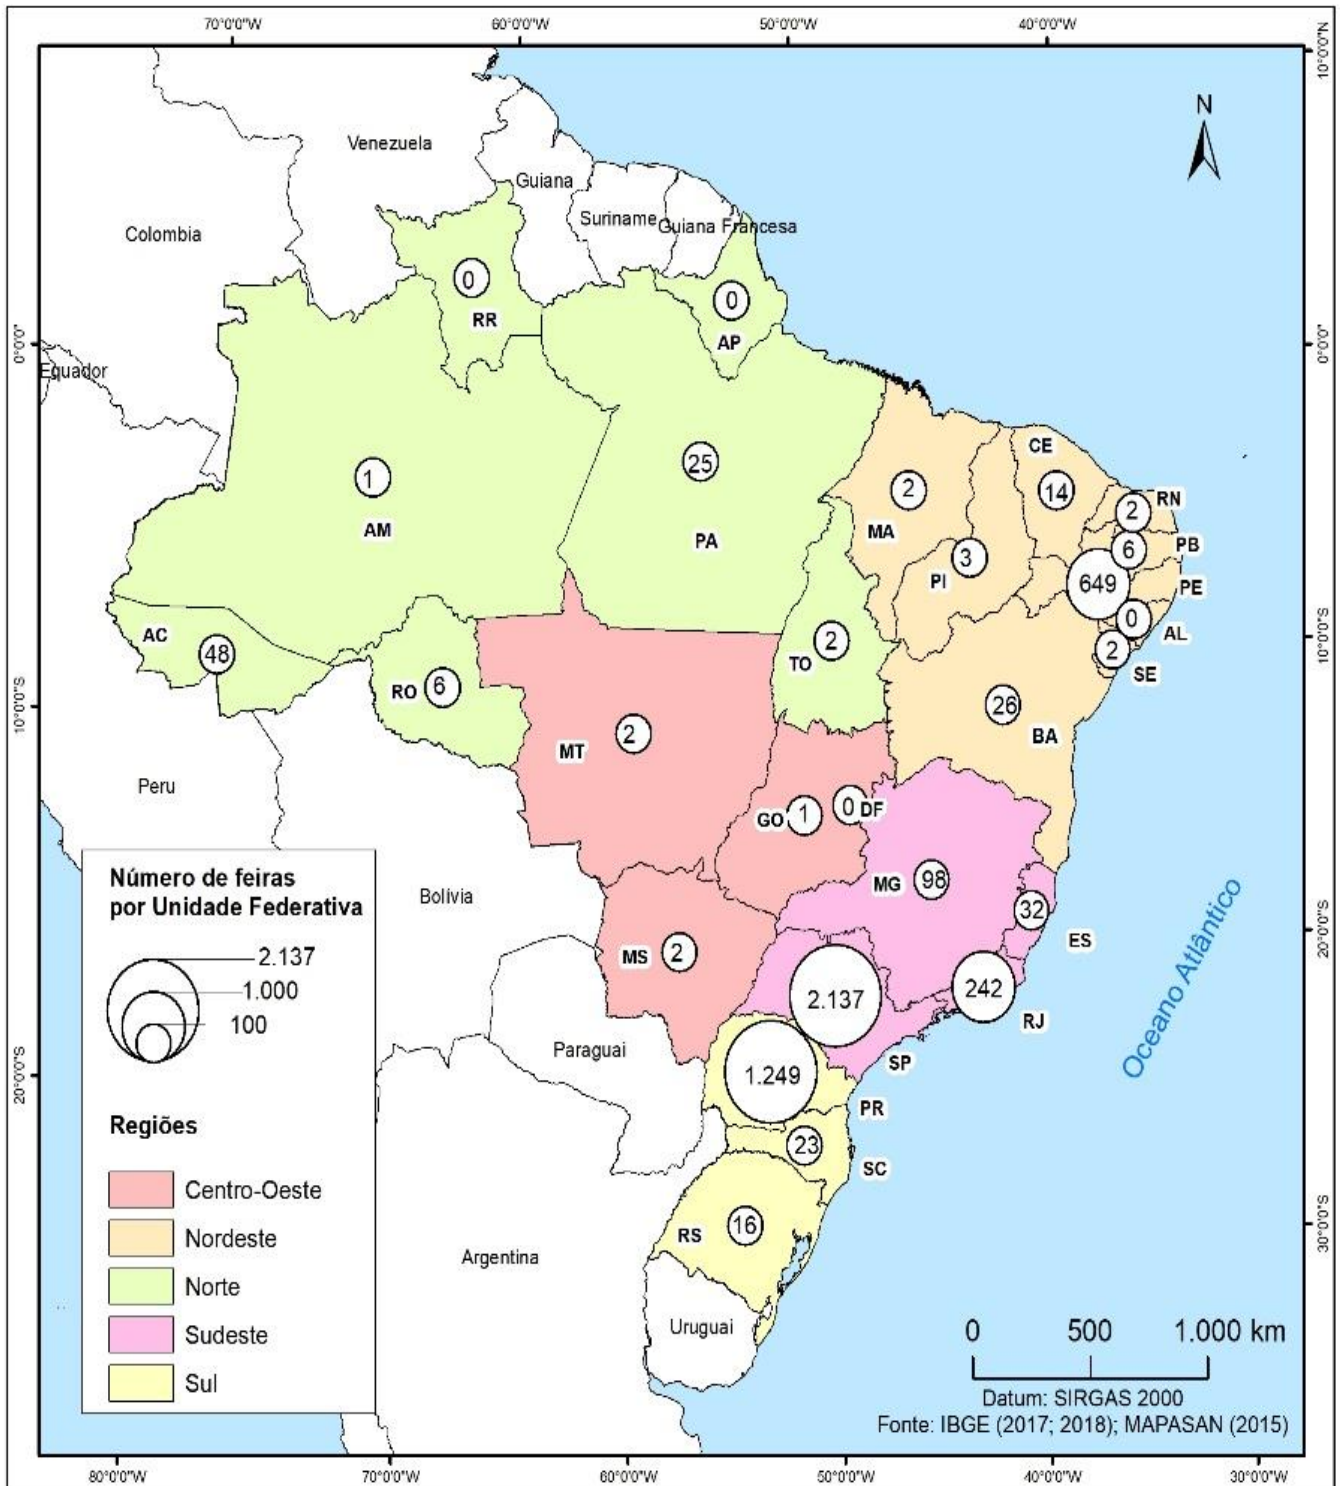 70°0'0"W
60°0'0"W
50°0'0"W
40°0'0"W
10°0'0"N
N
Venezuela
Guiana
Suriname
Guiana Francesa
Colombia
0
RR
0
AP
0°0'0"
0°0'0"
Equador
CE
25
1
2
14
RN
2
AM
PA
MA
PB
6
3
PI
649
PE
0
AL
AC
48
2
TO
2
SE
10°0'0"S
RO
6
26
BA
10°0'0"S
MT
2
Peru
GO
1
0
DF
Número de feiras
por Unidade Federativa
2.137
1.000
100
Bolívia
MG
98
32
ES
20°0'0"S
MS
2
2.137
242
RJ
Oceano Atlântico
Paraguai
SP
1.249
20°0'0"S
PR
Regiões
23
SC
Centro-Oeste
Nordeste
Norte
Sudeste
Sul
RS
16
30°0'0"S
Argentina
Uruguai
0 500 1.000 km
Datum: SIRGAS 2000
Fonte: IBGE (2017; 2018); MAPASAN (2015)
80°0'0"W
70°0'0"W
60°0'0"W
50°0'0"W
40°0'0"W
30°0'0"W